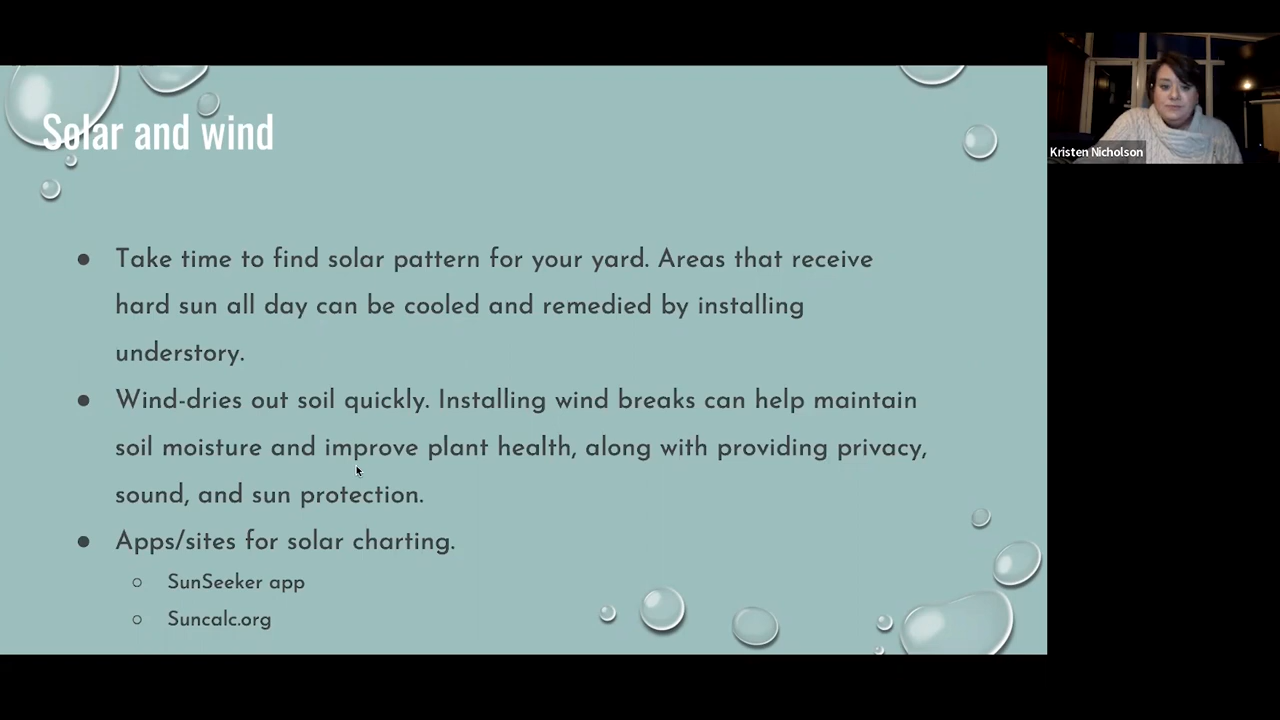 Solar and wind
Kristen Nicholson
● Take time to find solar pattern for your yard. Areas that receive
hard sun all day can be cooled and remedied by installing
understory.
● Wind-dries out soil quickly. Installing wind breaks can help maintain
soil moisture and improve plant health, along with providing privacy,
sound, and sun protection.
● Apps/sites for solar charting.
○ SunSeeker app
○ Suncalc.org